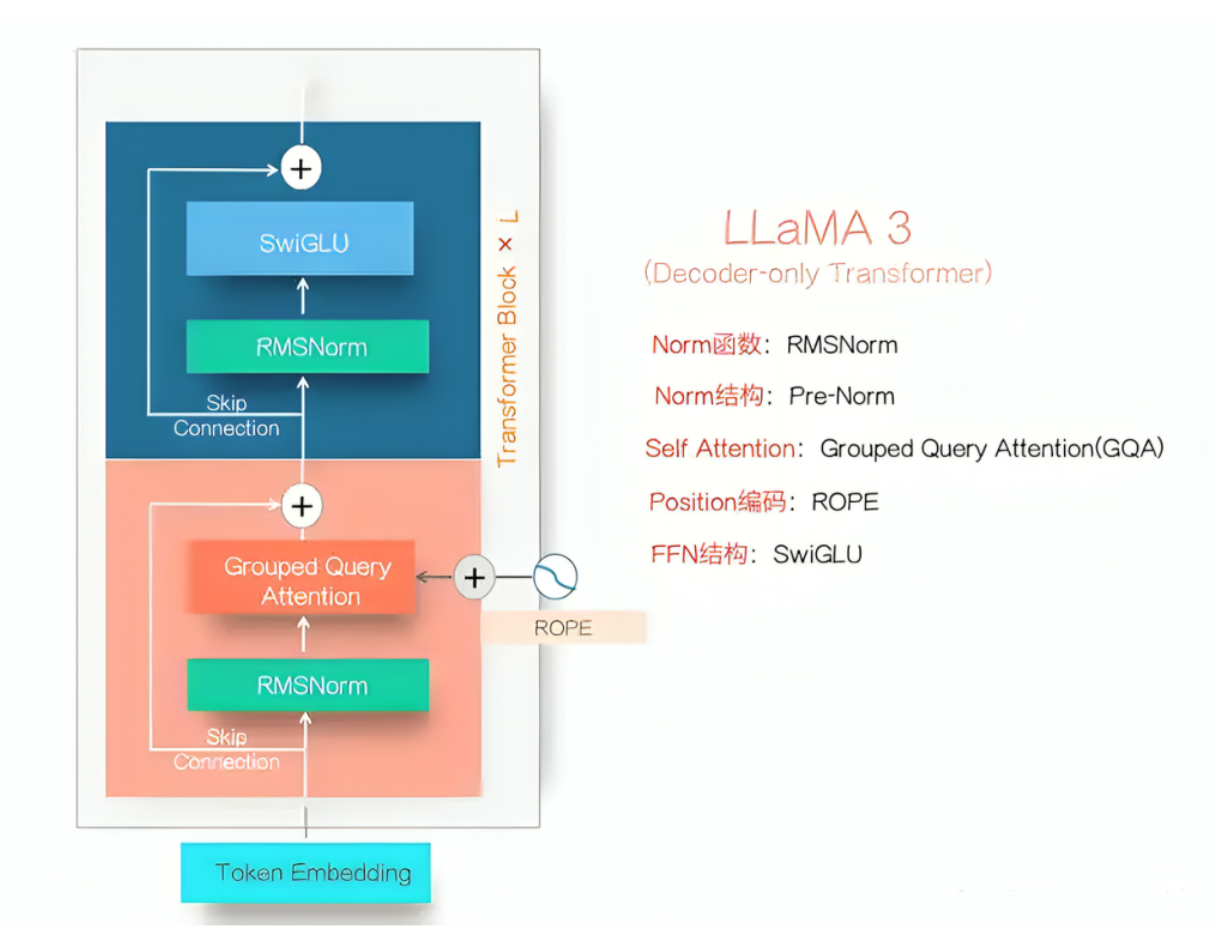 SwiGLU
RMSNorm
Skip
Connection
Transformer Block × L
Grouped Query
Attention
ROPE
RMSNorm
Skip
Connection
Token Embedding
LLaMA 3
(Decoder-only Transformer)
Norm函数：RMSNorm
Norm结构：Pre-Norm
Self Attention：Grouped Query Attention(GQA)
Position编码：ROPE
FFN结构：SwiGLU